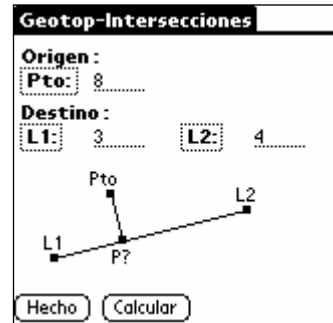 Geotop-Intersecciones
Origen:
Pto: 8
Destino:
L1: 3 L2: 4
Pto
L2
L1
P?
Hecho Calcular